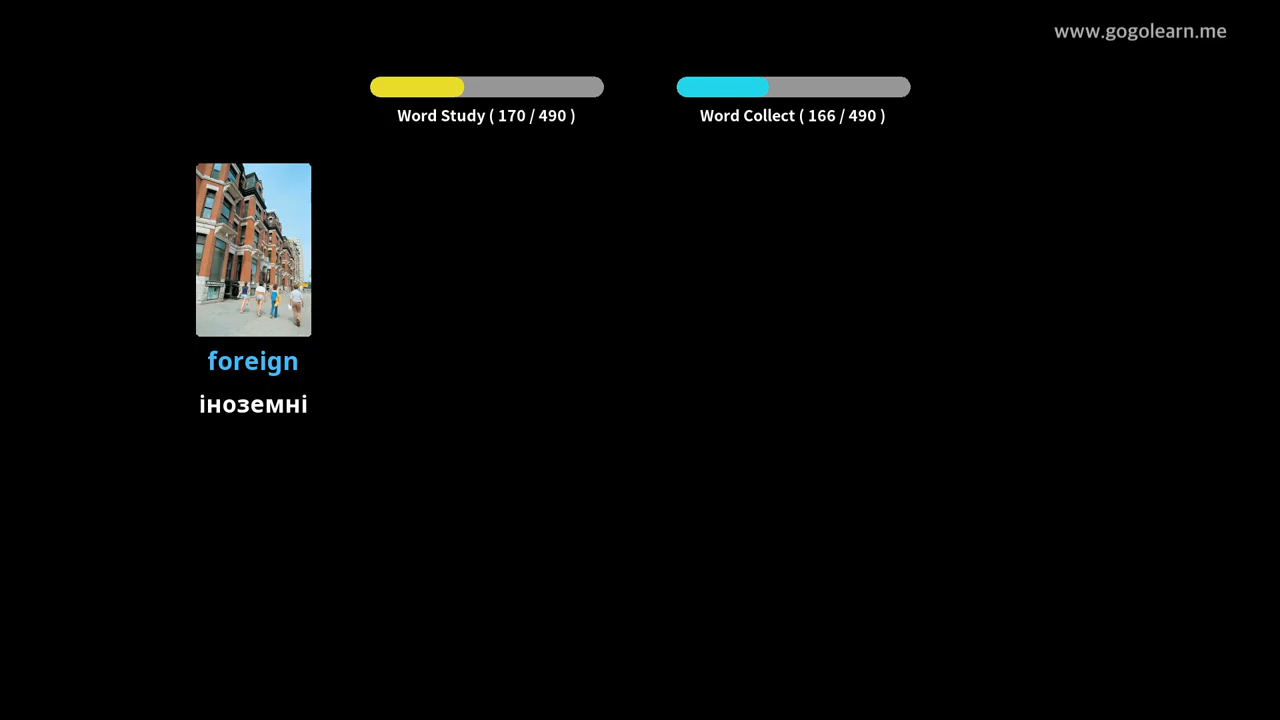 www.gogolearn.me
Word Study ( 170 / 490 )
Word Collect ( 166 / 490 )
foreign
іноземні